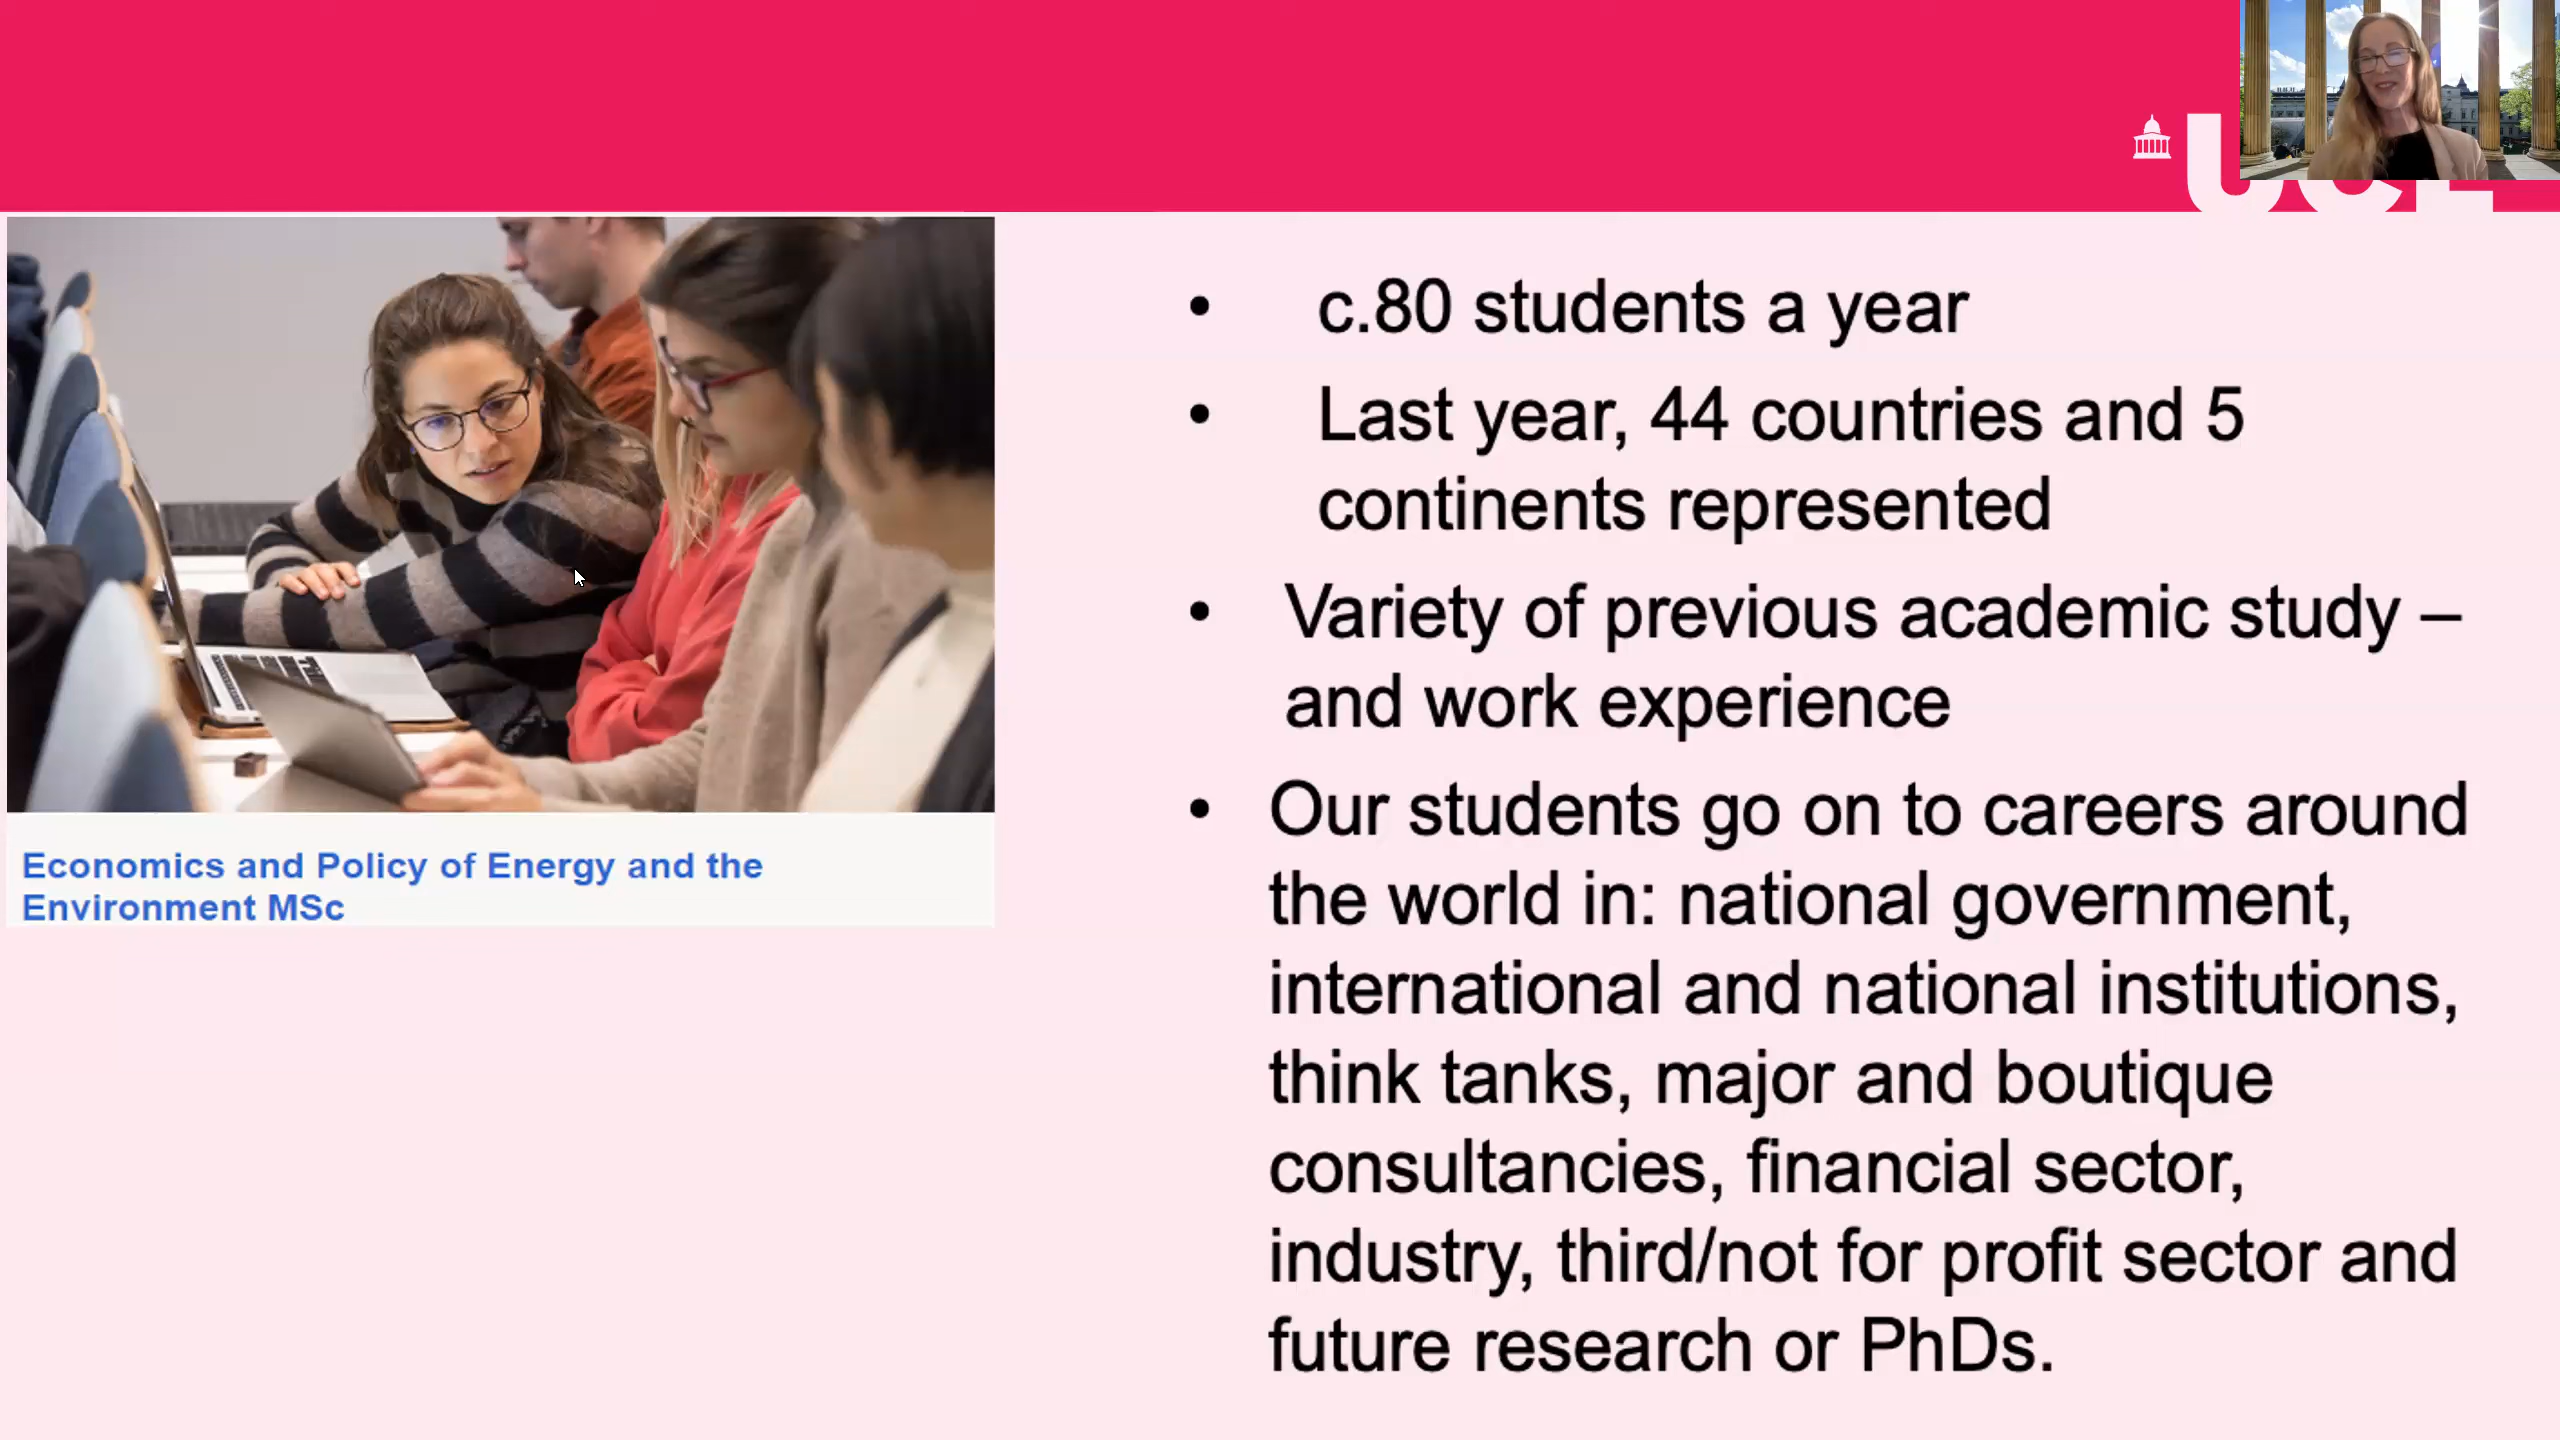 UCL
• c.80 students a year
• Last year, 44 countries and 5
continents represented
• Variety of previous academic study –
and work experience
• Our students go on to careers around
the world in: national government,
international and national institutions,
think tanks, major and boutique
consultancies, financial sector,
industry, third/not for profit sector and
future research or PhDs.
Economics and Policy of Energy and the
Environment MSc